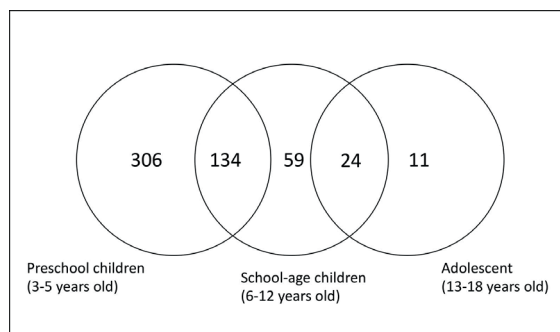 306 134 59 24 11
Preschool children
(3-5 years old)
School-age children
(6-12 years old)
Adolescent
(13-18 years old)